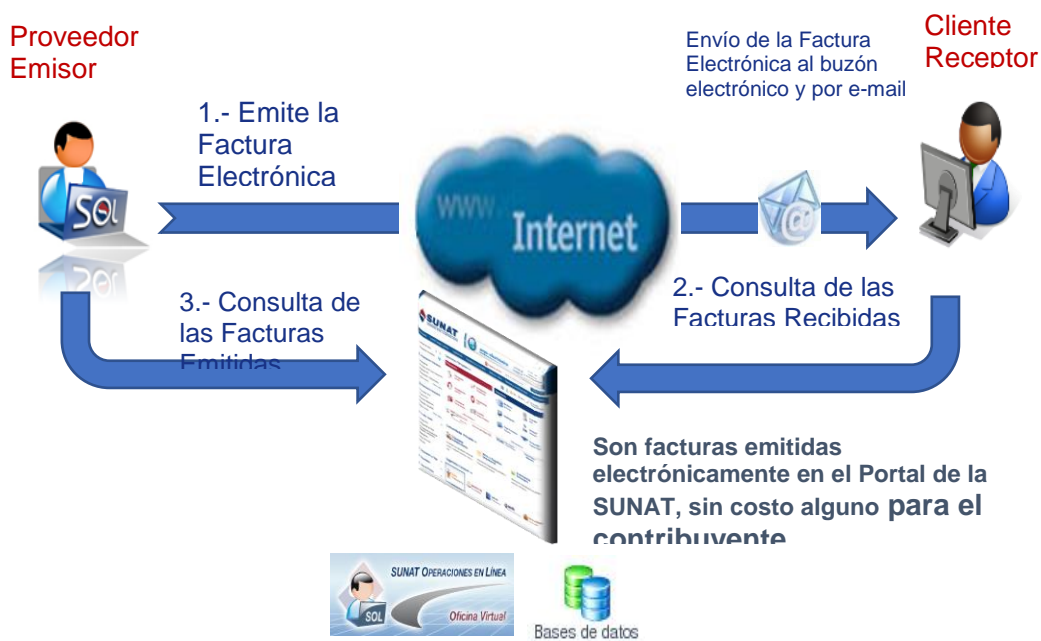 Proveedor
Emisor
Cliente
Receptor
Envío de la Factura
Electrónica al buzón
electrónico y por e-mail
1.- Emite la
Factura
Electrónica
SOL
www.
Internet
2.- Consulta de las
Facturas Recibidas
3.- Consulta de
las Facturas
Emitidas
SUNAT
Son facturas emitidas
electrónicamente en el Portal de la
SUNAT, sin costo alguno para el
contribuyente
SUNAT OPERACIONES EN LÍNEA
SOL
Oficina Virtual
Bases de datos